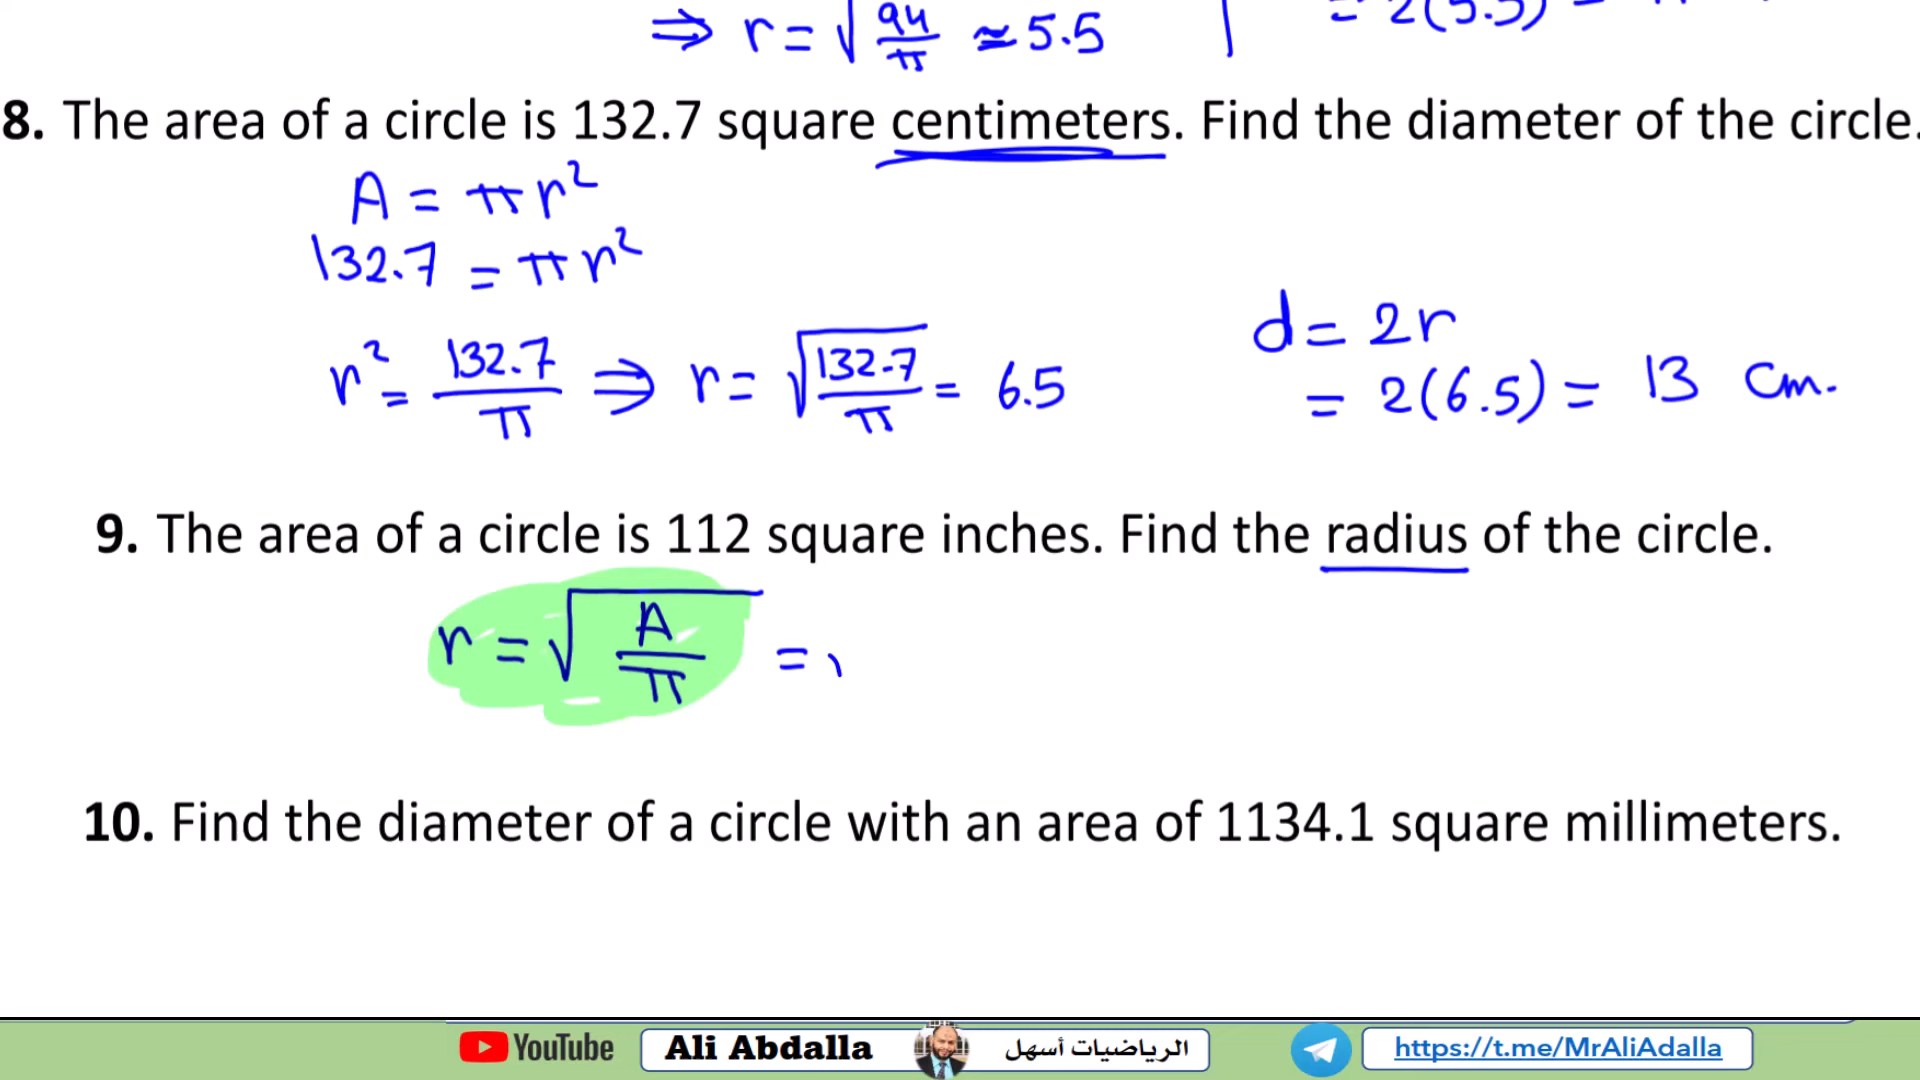 ⇒ r = √(94/π) ≈ 5.5
= 2(5.5) =
8. The area of a circle is 132.7 square centimeters. Find the diameter of the circle.
A = πr²
132.7 = πr²
r² = 132.7/π ⇒ r = √(132.7/π) = 6.5
d = 2r
= 2(6.5) = 13 cm.
9. The area of a circle is 112 square inches. Find the radius of the circle.
r = √(A/π) =
10. Find the diameter of a circle with an area of 1134.1 square millimeters.
YouTube
Ali Abdalla
الرياضيات أسهل
https://t.me/MrAliAdalla